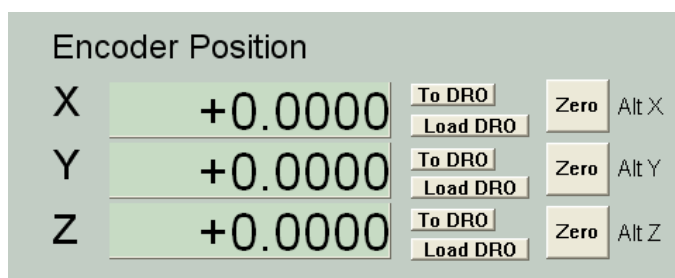 Encoder Position
X +0.0000 To DRO Load DRO Zero Alt X
Y +0.0000 To DRO Load DRO Zero Alt Y
Z +0.0000 To DRO Load DRO Zero Alt Z